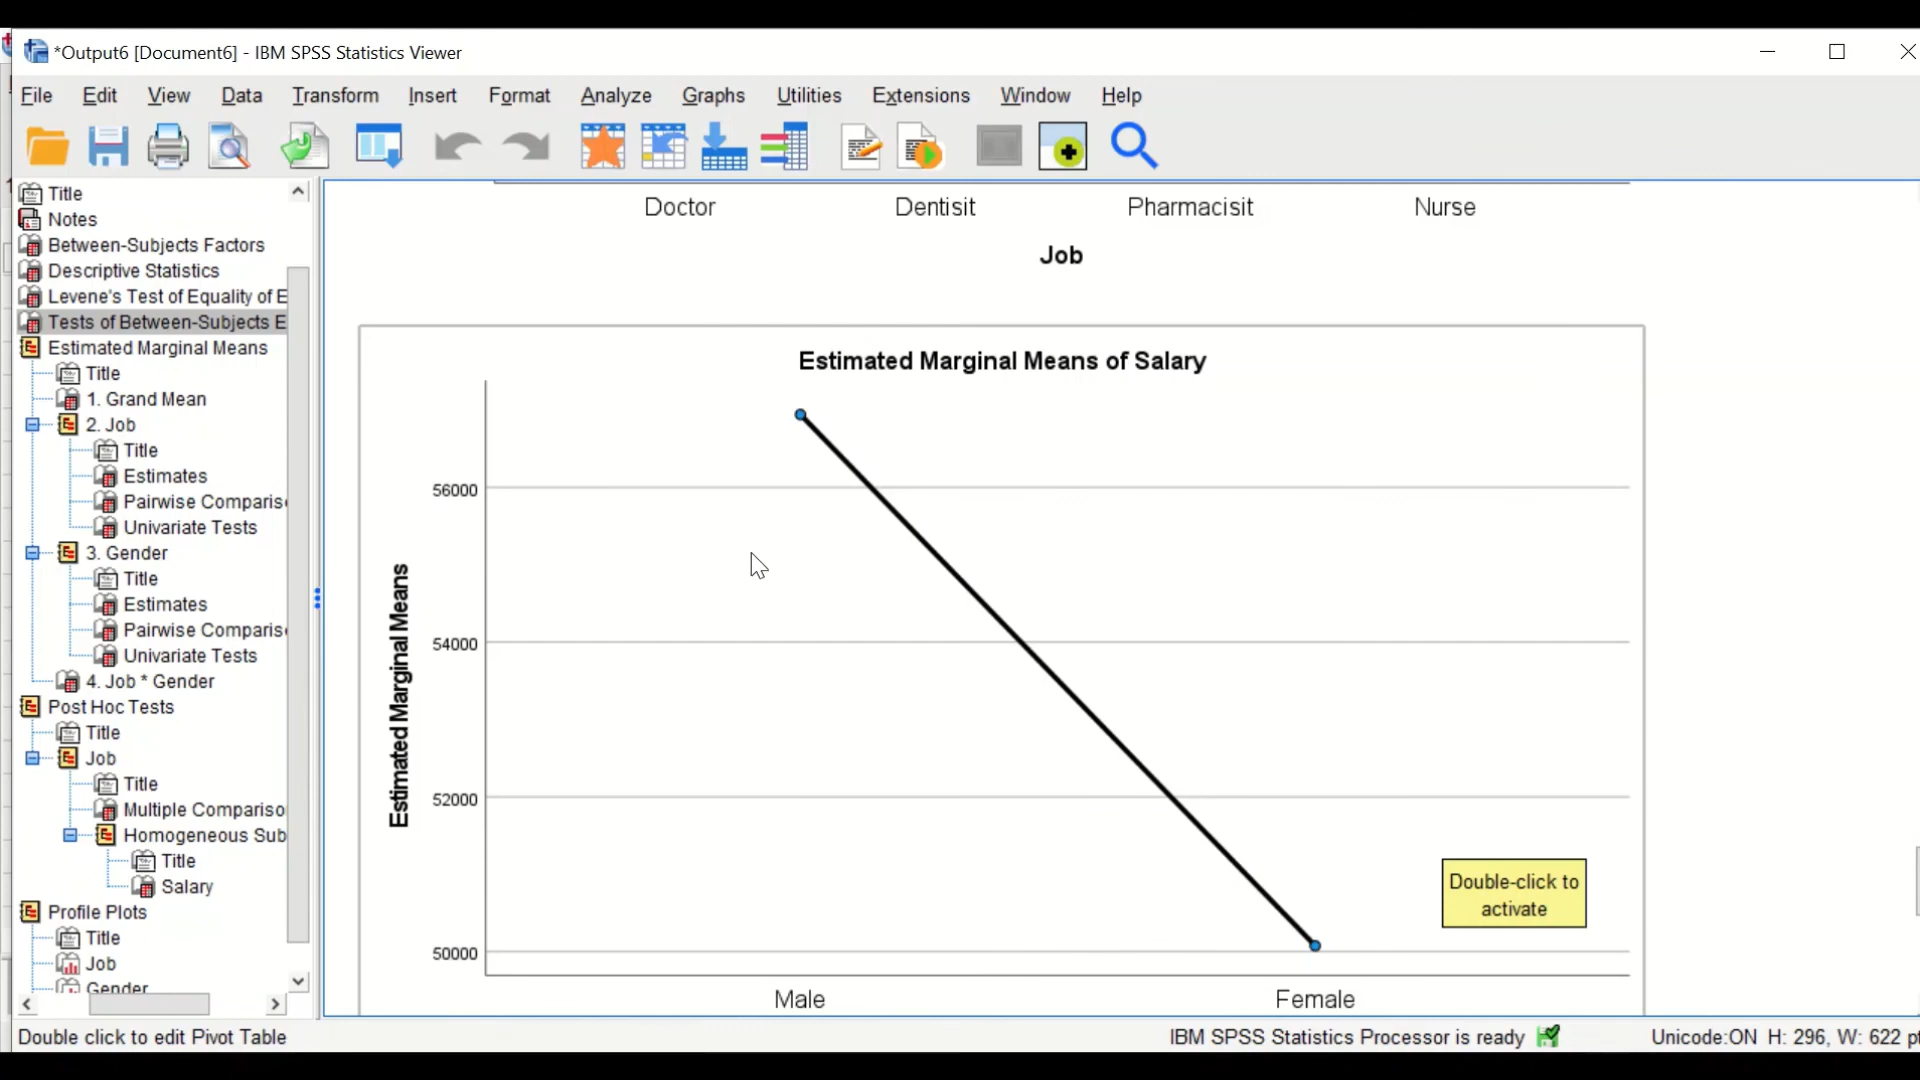 *Output6 [Document6] - IBM SPSS Statistics Viewer
File Edit View Data Transform Insert Format Analyze Graphs Utilities Extensions Window Help
Title
Notes
Between-Subjects Factors
Descriptive Statistics
Levene's Test of Equality of E
Tests of Between-Subjects E
Estimated Marginal Means
Title
1. Grand Mean
2. Job
Title
Estimates
Pairwise Comparis
Univariate Tests
3. Gender
Title
Estimates
Pairwise Comparis
Univariate Tests
4. Job * Gender
Post Hoc Tests
Title
Job
Title
Multiple Compariso
Homogeneous Sub
Title
Salary
Profile Plots
Title
Job
Gender
Doctor Dentisit Pharmacisit Nurse
Job
Estimated Marginal Means of Salary
Estimated Marginal Means
56000
54000
52000
50000
Male Female
Double-click to
activate
Double click to edit Pivot Table
IBM SPSS Statistics Processor is ready
Unicode:ON H: 296, W: 622 pt